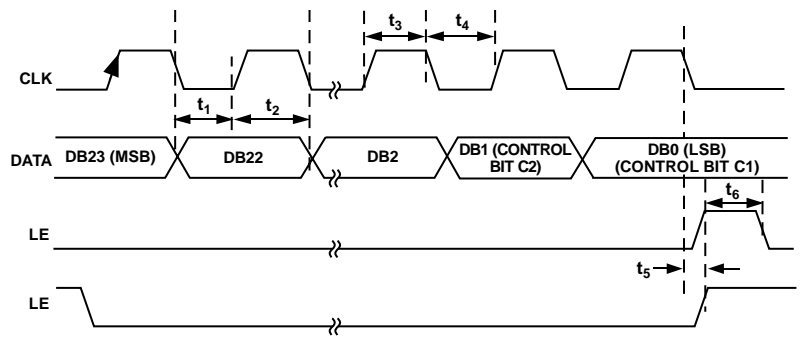 t3
t4
CLK
t1
t2
DATA
DB23 (MSB)
DB22
DB2
DB1 (CONTROL
BIT C2)
DB0 (LSB)
(CONTROL BIT C1)
t6
LE
t5
LE